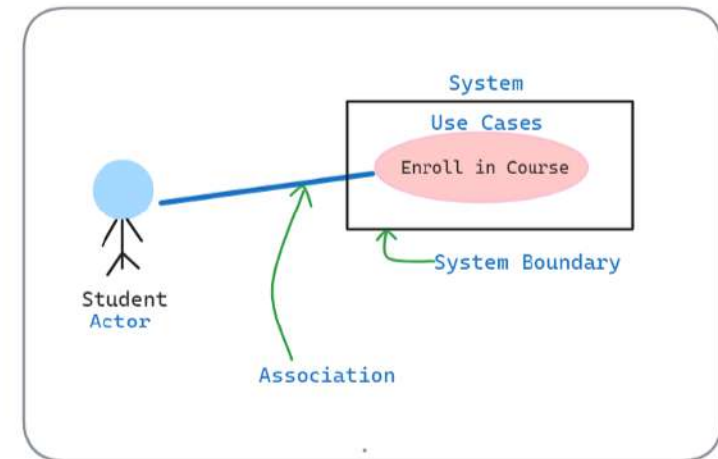 System
Use Cases
Enroll in Course
System Boundary
Student
Actor
Association